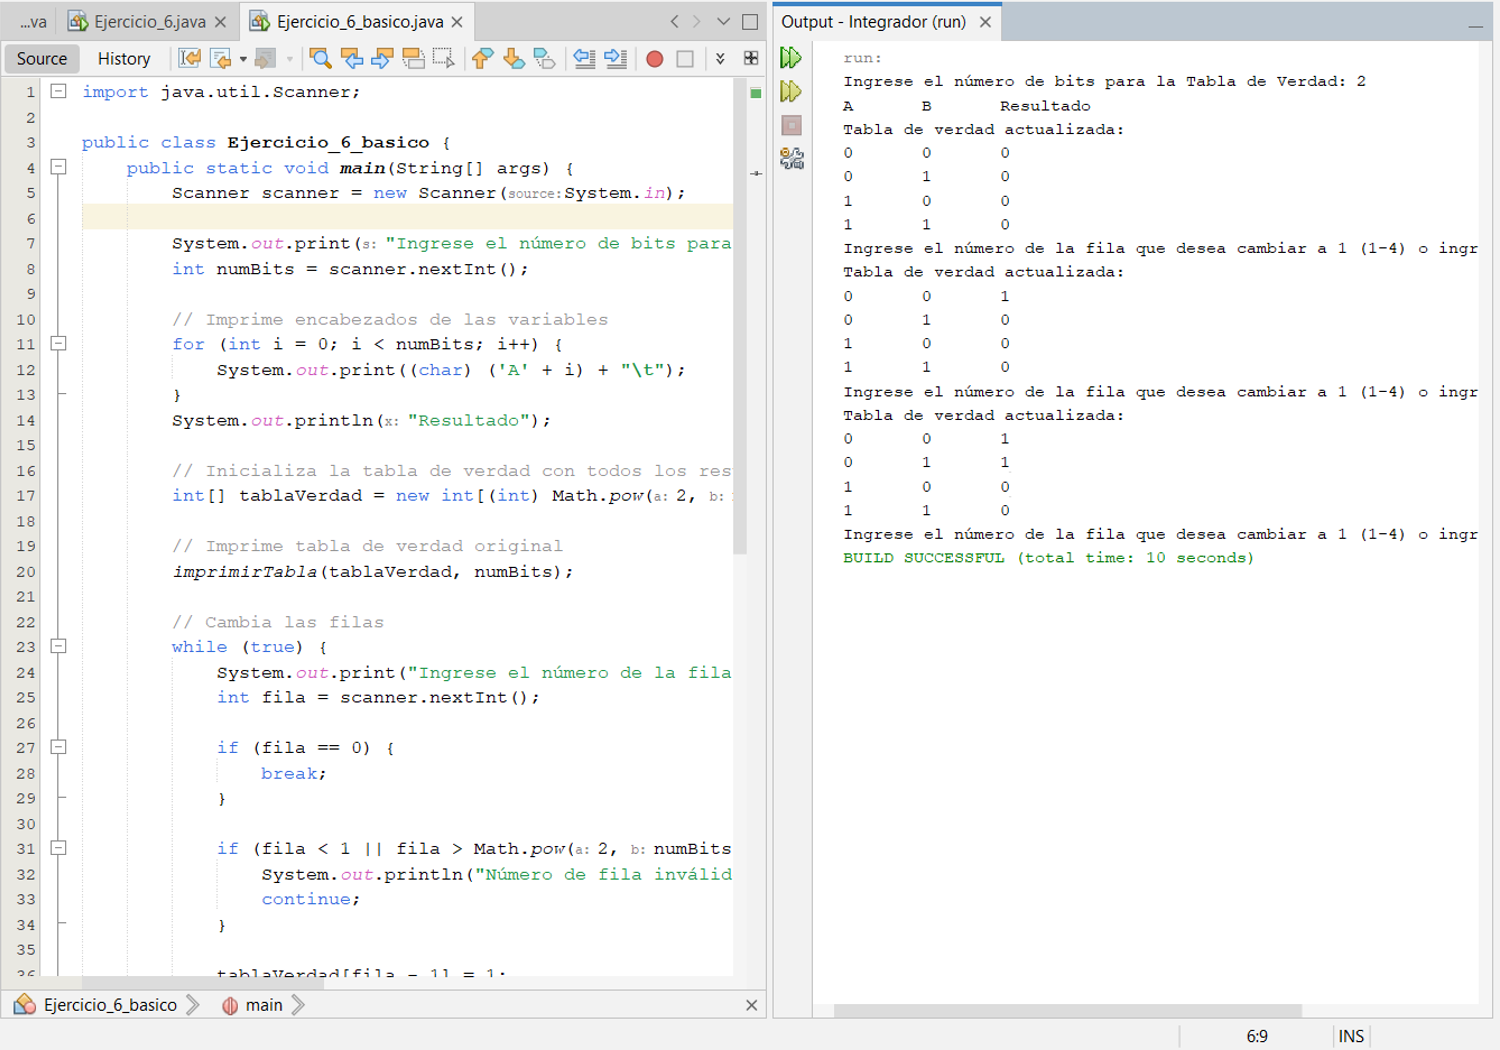 ...va
Ejercicio_6.java
Ejercicio_6_basico.java
Source
History
1 import java.util.Scanner;
2
3 public class Ejercicio_6_basico {
4 public static void main(String[] args) {
5 Scanner scanner = new Scanner(source:System.in);
6
7 System.out.print(s: "Ingrese el número de bits para
8 int numBits = scanner.nextInt();
9
10 // Imprime encabezados de las variables
11 for (int i = 0; i < numBits; i++) {
12 System.out.print((char) ('A' + i) + "\t");
13 }
14 System.out.println(x: "Resultado");
15
16 // Inicializa la tabla de verdad con todos los res
17 int[] tablaVerdad = new int[(int) Math.pow(a: 2, b:
18
19 // Imprime tabla de verdad original
20 imprimirTabla(tablaVerdad, numBits);
21
22 // Cambia las filas
23 while (true) {
24 System.out.print("Ingrese el número de la fila
25 int fila = scanner.nextInt();
26
27 if (fila == 0) {
28 break;
29 }
30
31 if (fila < 1 || fila > Math.pow(a: 2, b: numBits
32 System.out.println("Número de fila inválid
33 continue;
34 }
35
36 tablaVerdad[fila - 1] = 1;
Ejercicio_6_basico
main
Output - Integrador (run)
run:
Ingrese el número de bits para la Tabla de Verdad: 2
A B Resultado
Tabla de verdad actualizada:
0 0 0
0 1 0
1 0 0
1 1 0
Ingrese el número de la fila que desea cambiar a 1 (1-4) o ingr
Tabla de verdad actualizada:
0 0 1
0 1 0
1 0 0
1 1 0
Ingrese el número de la fila que desea cambiar a 1 (1-4) o ingr
Tabla de verdad actualizada:
0 0 1
0 1 1
1 0 0
1 1 0
Ingrese el número de la fila que desea cambiar a 1 (1-4) o ingr
BUILD SUCCESSFUL (total time: 10 seconds)
6:9
INS